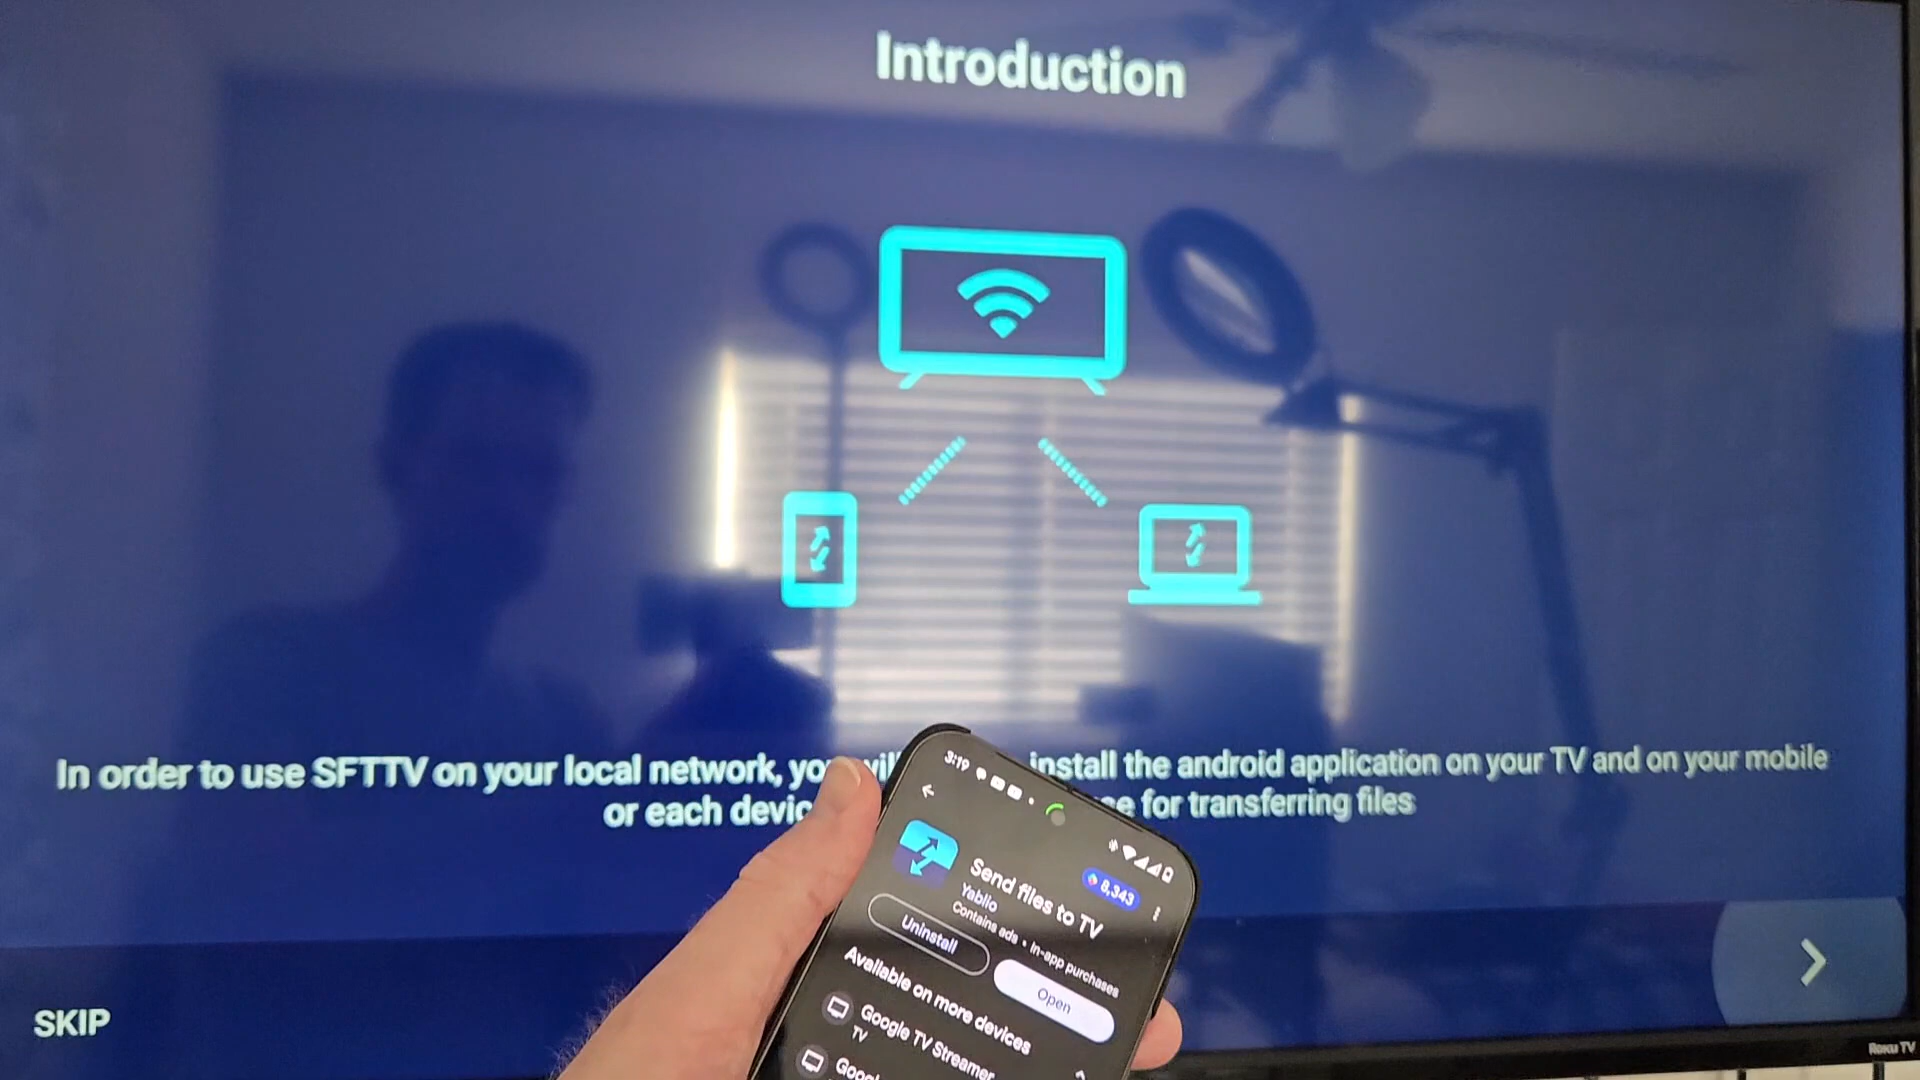 Introduction
In order to use SFTTV on your local network, you will install the android application on your TV and on your mobile
or each for transferring files
3:19
Send files to TV
8,343
Yablio
Contains ads • In-app purchases
Uninstall
Open
Available on more devices
Google TV Streamer
TV
SKIP
Roku TV